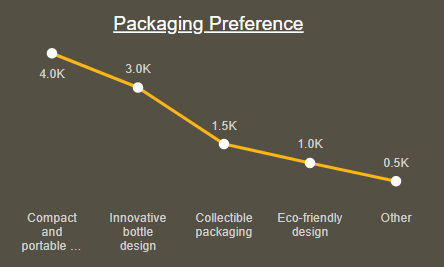 Packaging Preference
4.0K
3.0K
1.5K
1.0K
0.5K
Compact
and
portable ...
Innovative
bottle
design
Collectible
packaging
Eco-friendly
design
Other